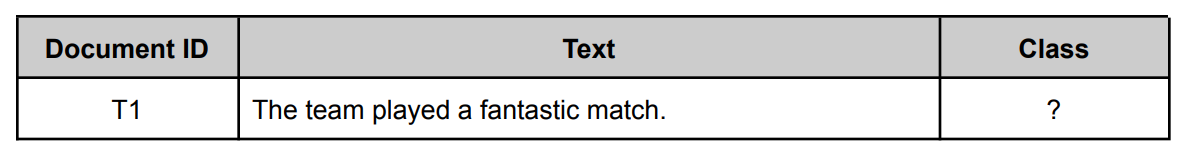 Document ID Text Class
T1 The team played a fantastic match. ?